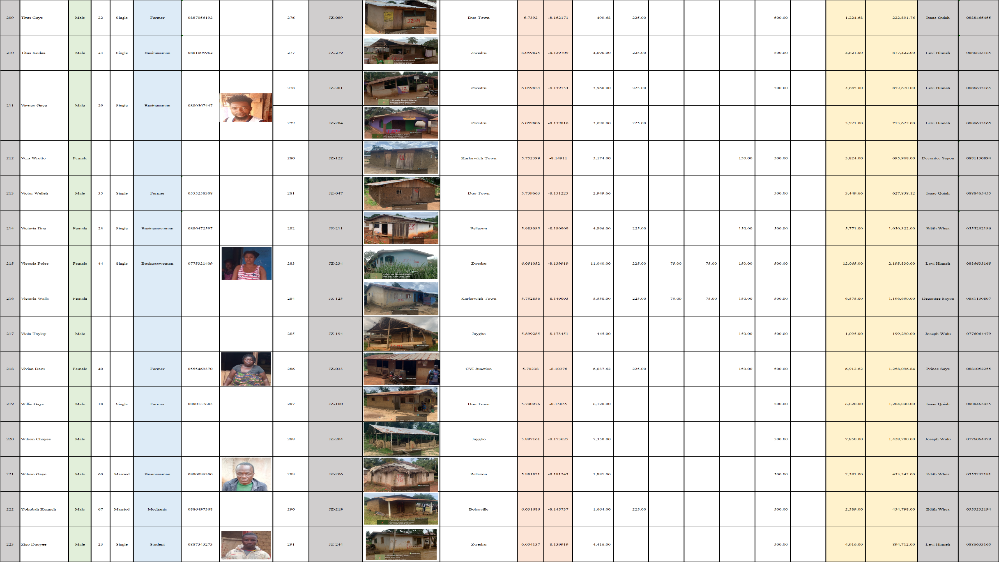 209 Titus Gaye Male 22 Single Farmer 0887056192 276 JZ-089 Duo Town 5.7392 -8.152171 499.68 225.00 500.00 1,224.68 222,891.76 Isaac Quiah 0888465455
210 Titus Kodea Male 23 Single Businessman 0881005962 277 JZ-279 Zwedru 6.059825 -8.139709 4,096.00 225.00 500.00 4,821.00 877,422.00 Levi Hinneh 0886633165
278 JZ-281 Zwedru 6.059824 -8.139754 3,960.00 225.00 500.00 4,685.00 852,670.00 Levi Hinneh 0886633165
211 Varney Gaye Male 29 Single Businessman 0880567447
279 JZ-284 Zwedru 6.059806 -8.139816 3,696.00 225.00 3,921.00 713,622.00 Levi Hinneh 0886633165
212 Vera Wrotto Female 280 JZ-122 Karlorwleh Town 5.752399 -8.14911 3,174.00 150.00 500.00 3,824.00 695,968.00 Decontee Sayon 0881130894
213 Victor Welleh Male 35 Single Farmer 0555258308 281 JZ-047 Duo Town 5.739663 -8.151225 2,949.66 500.00 3,449.66 627,838.12 Isaac Quiah 0888465455
214 Victoria Doe Female 23 Single Businesswoman 0886472597 282 JZ-211 Pellezon 5.983085 -8.180909 4,896.00 225.00 150.00 500.00 5,771.00 1,050,322.00 Edith Whea 0555232186
215 Victoria Polee Female 44 Single Businesswoman 0775321409 283 JZ-234 Zwedru 6.051052 -8.139919 11,040.00 225.00 75.00 75.00 150.00 500.00 12,065.00 2,195,830.00 Levi Hinneh 0886633165
216 Victoria Walls Female 284 JZ-125 Karlorwleh Town 5.752856 -8.149093 5,550.00 225.00 75.00 75.00 150.00 500.00 6,575.00 1,196,650.00 Decontee Sayon 0881130897
217 Viola Taylay Male 285 JZ-194 Jaygbo 5.899285 -8.173451 445.00 150.00 500.00 1,095.00 199,290.00 Joseph Wulu 0776064479
218 Vivian Daru Female 40 Farmer 0555469370 286 JZ-033 CVI Junction 5.70238 -8.10376 6,037.62 225.00 150.00 500.00 6,912.62 1,258,096.84 Prince Saye 0881052255
219 Willie Gaye Male 18 Single Farmer 0880137685 287 JZ-100 Duo Town 5.740976 -8.15055 6,120.00 500.00 6,620.00 1,204,840.00 Isaac Quiah 0888465455
220 Wilson Chayee Male 288 JZ-204 Jaygbo 5.897161 -8.173625 7,350.00 500.00 7,850.00 1,428,700.00 Joseph Wulu 0776064479
221 Wilson Gaye Male 60 Married Businessman 0880096300 289 JZ-206 Pellezon 5.981821 -8.181245 1,881.00 500.00 2,381.00 433,342.00 Edith Whea 0555232181
222 Yokubah Konneh Male 67 Married Mechanic 0886497368 290 JZ-219 Boleyville 6.031686 -8.145737 1,664.00 225.00 500.00 2,389.00 434,798.00 Edith Whea 0555232194
223 Zico Duoyee Male 23 Single Student 0887343273 291 JZ-244 Zwedru 6.054137 -8.139919 4,416.00 500.00 4,916.00 894,712.00 Levi Hinneh 0886633165